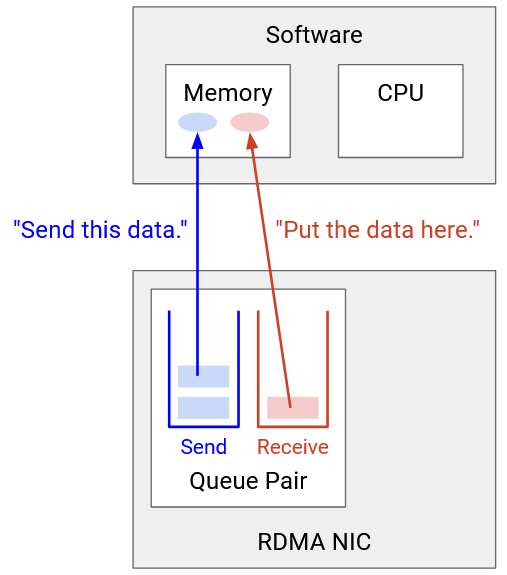 Software
Memory
CPU
"Send this data."
"Put the data here."
Send
Receive
Queue Pair
RDMA NIC